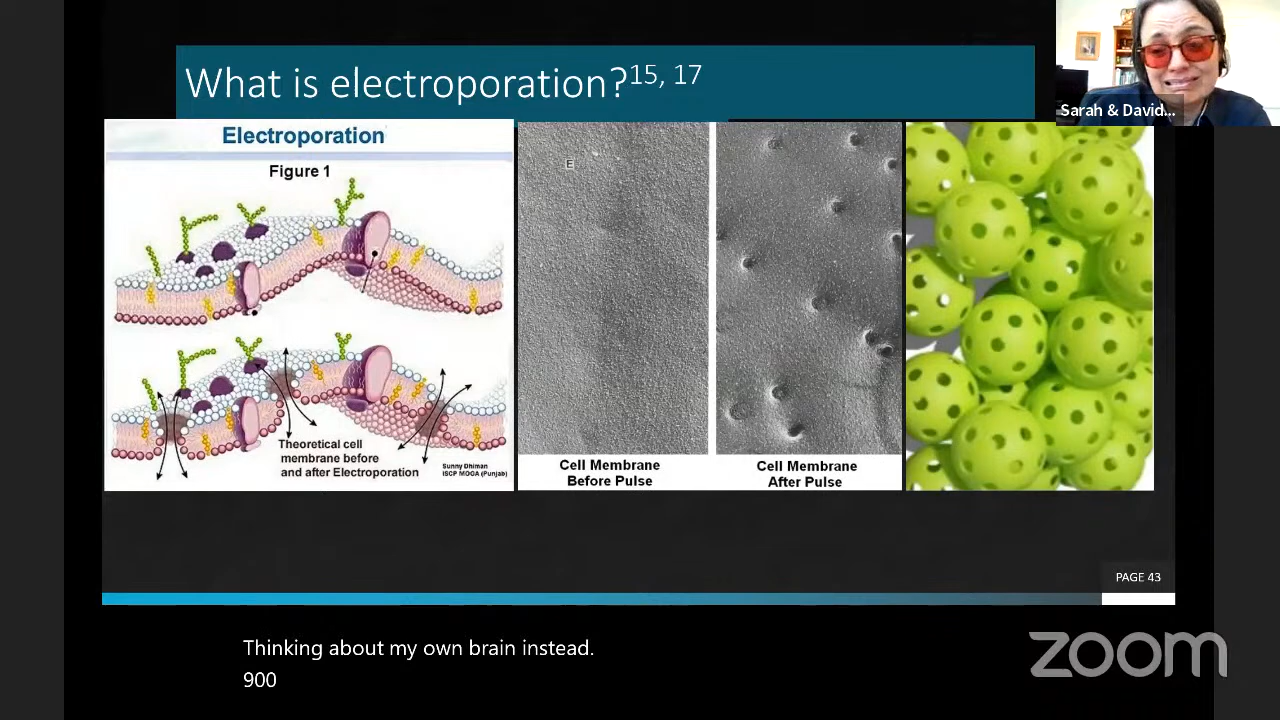 What is electroporation?15, 17
Sarah & David...
Electroporation
Figure 1
E
Theoretical cell
membrane before
and after Electroporation
Sunny Dhiman
ISCP MOGA (Punjab)
Cell Membrane
Before Pulse
Cell Membrane
After Pulse
PAGE 43
Thinking about my own brain instead.
900
zoom